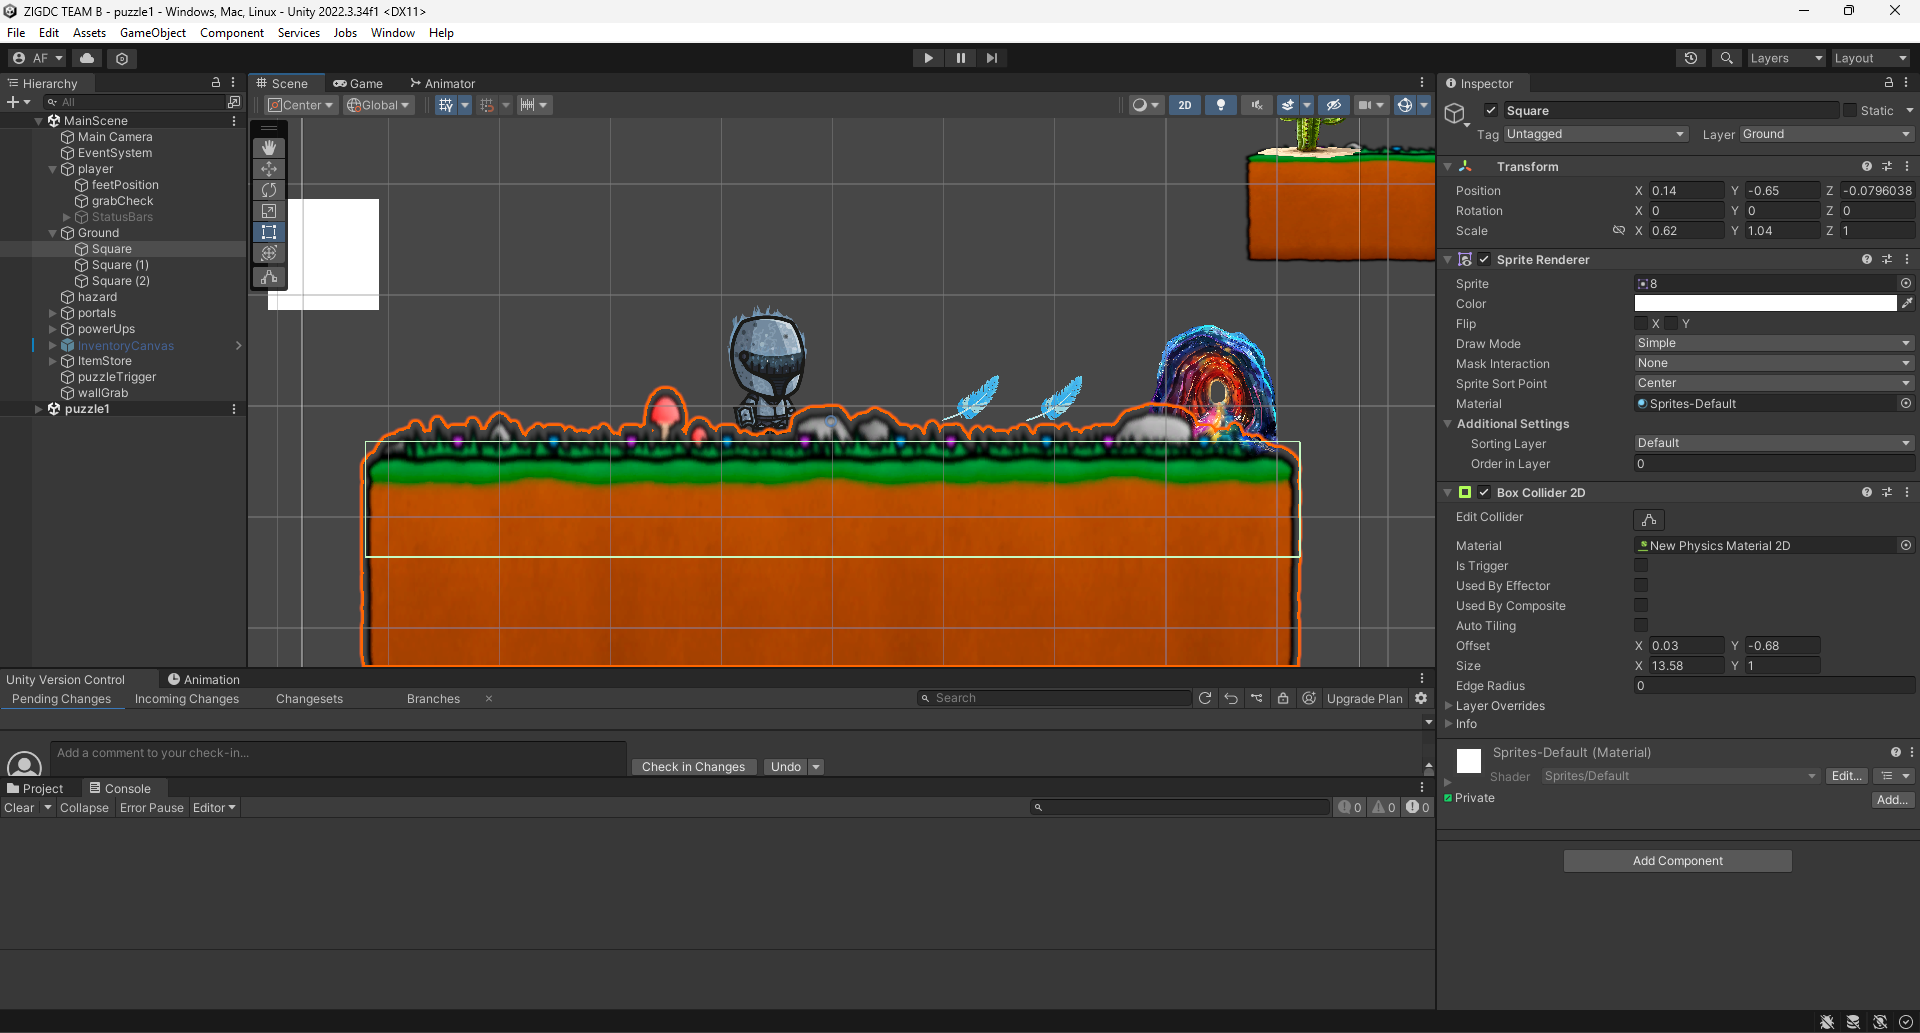 ZIGDC TEAM B - puzzle1 - Windows, Mac, Linux - Unity 2022.3.34f1 <DX11>
File Edit Assets GameObject Component Services Jobs Window Help
AF Layers Layout
Hierarchy
All
MainScene
Main Camera
EventSystem
player
feetPosition
grabCheck
StatusBars
Ground
Square
Square (1)
Square (2)
hazard
portals
powerUps
InventoryCanvas
ItemStore
puzzleTrigger
wallGrab
puzzle1
Scene Game Animator
Center Global 2D
Inspector
Square Static
Tag Untagged Layer Ground
Transform
Position X 0.14 Y -0.65 Z -0.0796038
Rotation X 0 Y 0 Z 0
Scale X 0.62 Y 1.04 Z 1
Sprite Renderer
Sprite 8
Color
Flip X Y
Draw Mode Simple
Mask Interaction None
Sprite Sort Point Center
Material Sprites-Default
Additional Settings
Sorting Layer Default
Order in Layer 0
Box Collider 2D
Edit Collider
Material New Physics Material 2D
Is Trigger
Used By Effector
Used By Composite
Auto Tiling
Offset X 0.03 Y -0.68
Size X 13.58 Y 1
Edge Radius 0
Layer Overrides
Info
Sprites-Default (Material)
Shader Sprites/Default Edit...
Private
Add...
Add Component
Unity Version Control Animation
Pending Changes Incoming Changes Changesets Branches × Search Upgrade Plan
Add a comment to your check-in...
Check in Changes Undo
Project Console
Clear Collapse Error Pause Editor 0 0 0